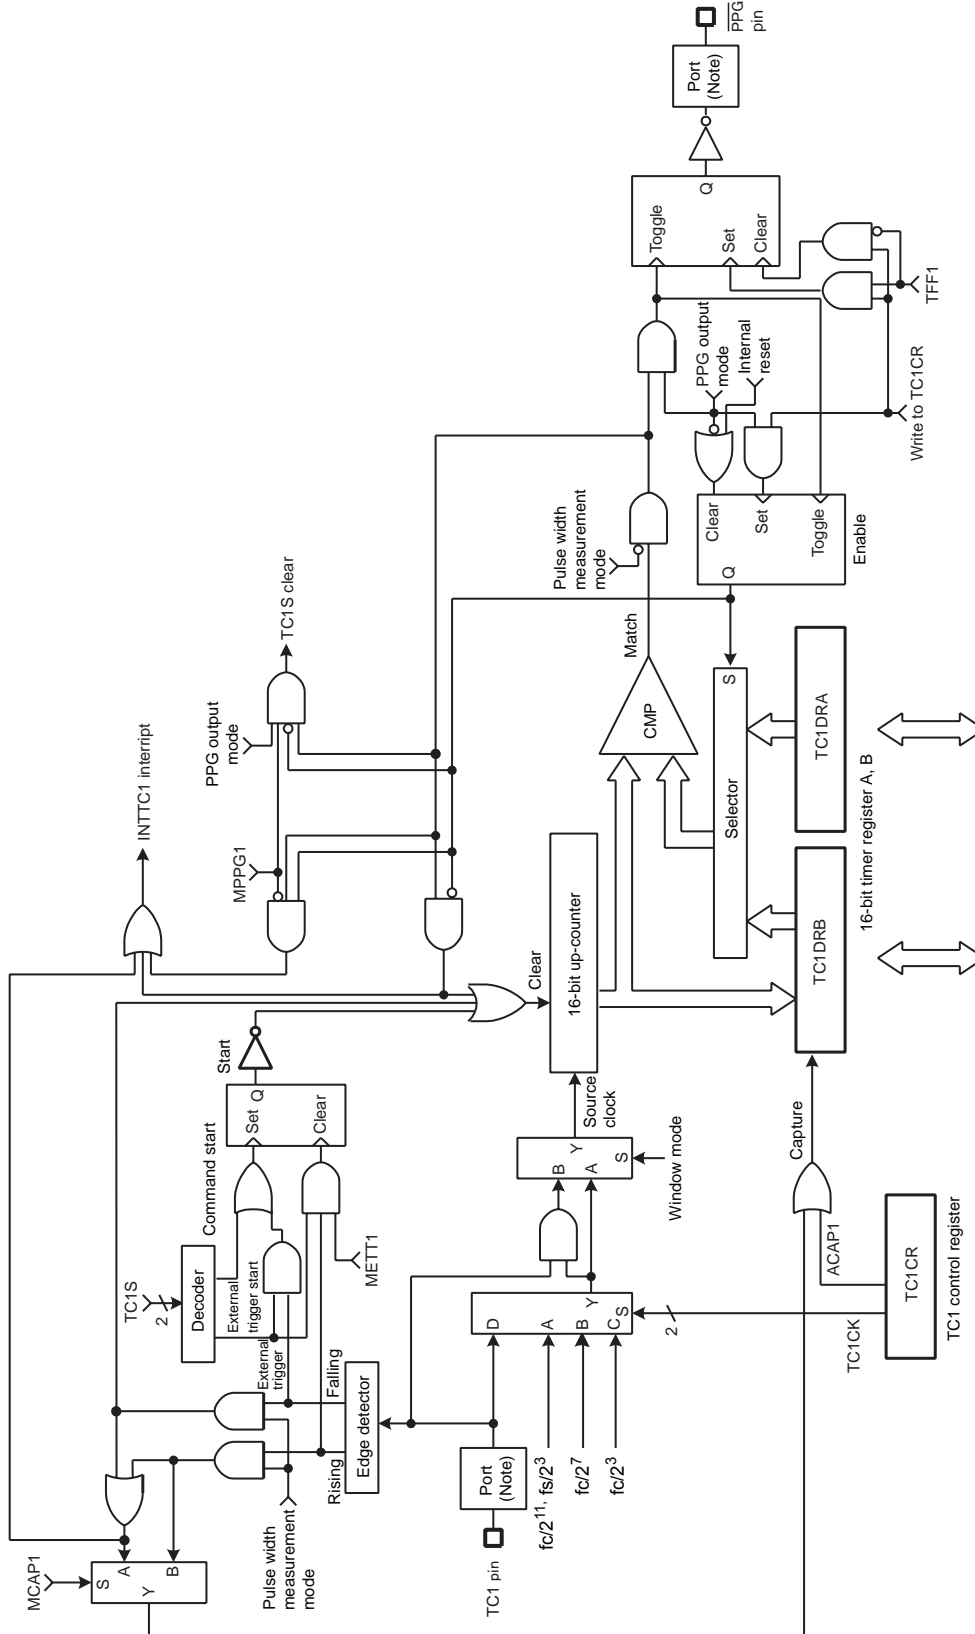 MCAP1
S
A
B
Y
Pulse width
measurement
mode
TC1S
2
Decoder
External
trigger start
External
trigger
Command start
METT1
Falling
Rising
Edge detector
Set
Q
Clear
Start
INTTC1 interript
MPPG1
PPG output
mode
TC1S clear
TC1 pin
Port
(Note)
fc/2^11, fs/2^3
fc/2^7
fc/2^3
D
A
B
C
S
Y
B
A
Y
S
Window mode
Source
clock
Clear
16-bit up-counter
CMP
Match
Pulse width
measurement
mode
PPG output
mode
Internal
reset
Toggle
Set
Clear
Q
Port
(Note)
PPG
pin
TFF1
Write to TC1CR
Clear
Set
Toggle
Q
Enable
Selector
S
TC1DRB
TC1DRA
16-bit timer register A, B
Capture
ACAP1
TC1CK
2
TC1CR
TC1 control register